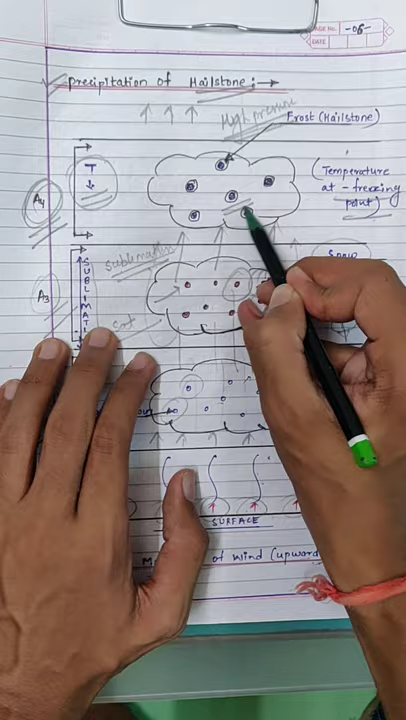 PAGE NO. -06-
DATE
Precipitation of Hailstone :→
High pressure
Frost (Hailstone)
T↓
(Temperature
at - freezing
point)
A4
sublimation
Snow
A3
SUBLIMATI
SURFACE
of wind (upward